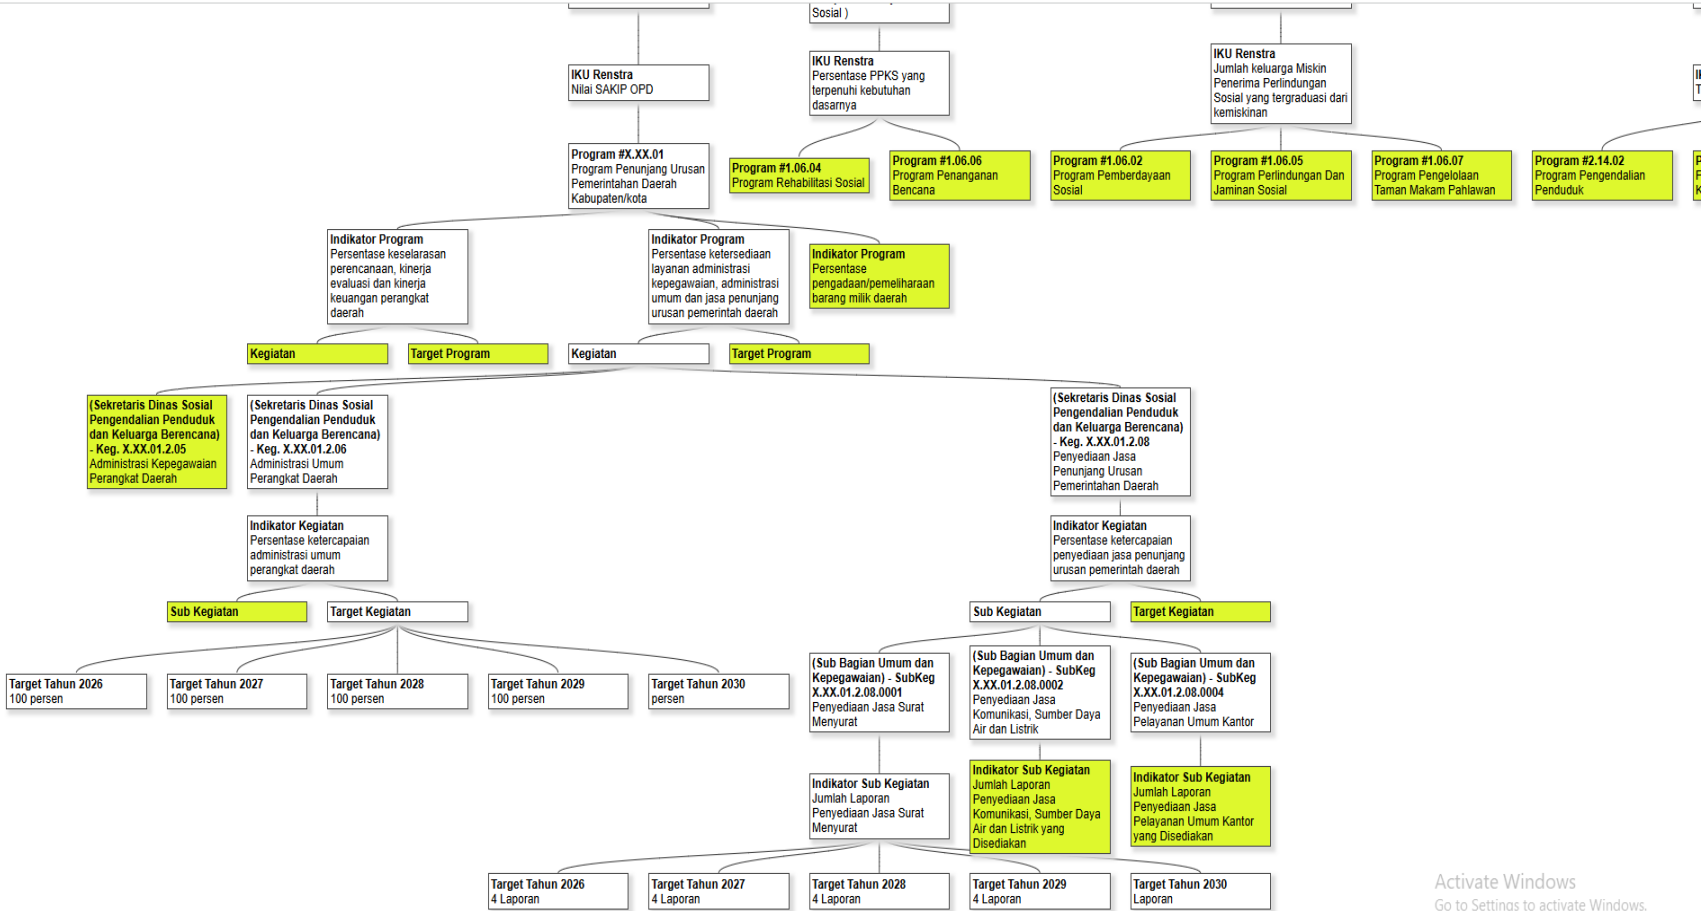 Sosial )
IKU Renstra
Nilai SAKIP OPD
IKU Renstra
Persentase PPKS yang
terpenuhi kebutuhan
dasarnya
IKU Renstra
Jumlah keluarga Miskin
Penerima Perlindungan
Sosial yang tergraduasi dari
kemiskinan
Program #X.XX.01
Program Penunjang Urusan
Pemerintahan Daerah
Kabupaten/kota
Program #1.06.04
Program Rehabilitasi Sosial
Program #1.06.06
Program Penanganan
Bencana
Program #1.06.02
Program Pemberdayaan
Sosial
Program #1.06.05
Program Perlindungan Dan
Jaminan Sosial
Program #1.06.07
Program Pengelolaan
Taman Makam Pahlawan
Program #2.14.02
Program Pengendalian
Penduduk
Indikator Program
Persentase keselarasan
perencanaan, kinerja
evaluasi dan kinerja
keuangan perangkat
daerah
Indikator Program
Persentase ketersediaan
layanan administrasi
kepegawaian, administrasi
umum dan jasa penunjang
urusan pemerintah daerah
Indikator Program
Persentase
pengadaan/pemeliharaan
barang milik daerah
Kegiatan
Target Program
Kegiatan
Target Program
(Sekretaris Dinas Sosial
Pengendalian Penduduk
dan Keluarga Berencana)
- Keg. X.XX.01.2.05
Administrasi Kepegawaian
Perangkat Daerah
(Sekretaris Dinas Sosial
Pengendalian Penduduk
dan Keluarga Berencana)
- Keg. X.XX.01.2.06
Administrasi Umum
Perangkat Daerah
(Sekretaris Dinas Sosial
Pengendalian Penduduk
dan Keluarga Berencana)
- Keg. X.XX.01.2.08
Penyediaan Jasa
Penunjang Urusan
Pemerintahan Daerah
Indikator Kegiatan
Persentase ketercapaian
administrasi umum
perangkat daerah
Indikator Kegiatan
Persentase ketercapaian
penyediaan jasa penunjang
urusan pemerintah daerah
Sub Kegiatan
Target Kegiatan
Sub Kegiatan
Target Kegiatan
Target Tahun 2026
100 persen
Target Tahun 2027
100 persen
Target Tahun 2028
100 persen
Target Tahun 2029
100 persen
Target Tahun 2030
persen
(Sub Bagian Umum dan
Kepegawaian) - SubKeg
X.XX.01.2.08.0001
Penyediaan Jasa Surat
Menyurat
(Sub Bagian Umum dan
Kepegawaian) - SubKeg
X.XX.01.2.08.0002
Penyediaan Jasa
Komunikasi, Sumber Daya
Air dan Listrik
(Sub Bagian Umum dan
Kepegawaian) - SubKeg
X.XX.01.2.08.0004
Penyediaan Jasa
Pelayanan Umum Kantor
Indikator Sub Kegiatan
Jumlah Laporan
Penyediaan Jasa Surat
Menyurat
Indikator Sub Kegiatan
Jumlah Laporan
Penyediaan Jasa
Komunikasi, Sumber Daya
Air dan Listrik yang
Disediakan
Indikator Sub Kegiatan
Jumlah Laporan
Penyediaan Jasa
Pelayanan Umum Kantor
yang Disediakan
Target Tahun 2026
4 Laporan
Target Tahun 2027
4 Laporan
Target Tahun 2028
4 Laporan
Target Tahun 2029
4 Laporan
Target Tahun 2030
Laporan
Activate Windows
Go to Settings to activate Windows.